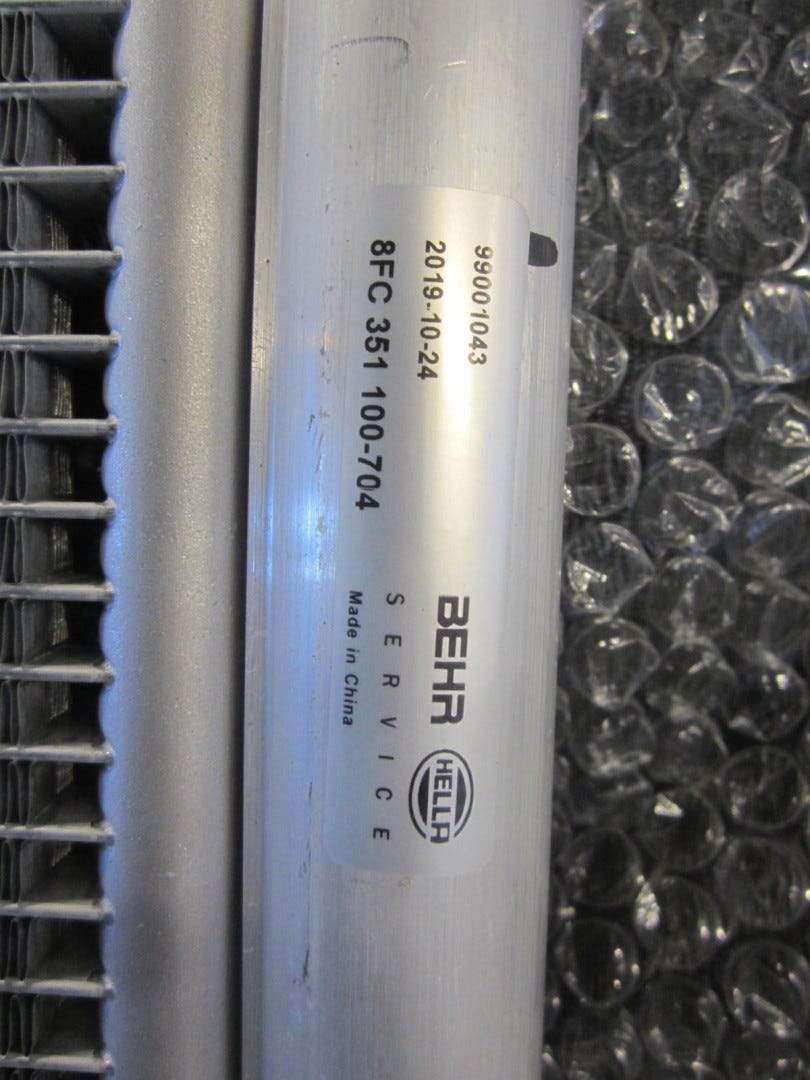 99001043
2019-10-24
8FC 351 100-704
BEHR HELLA
SERVICE
Made in China